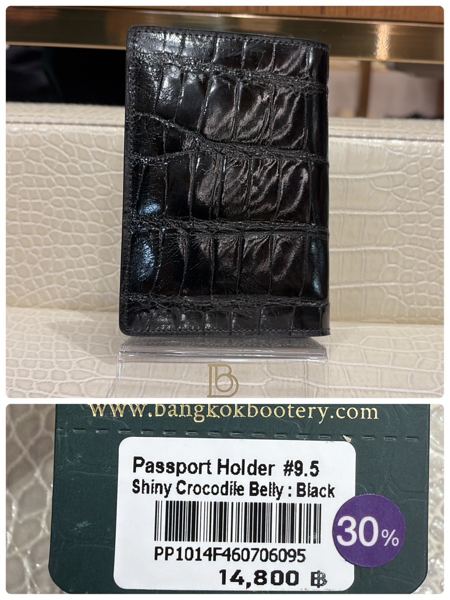 B
www.bangkokbootery.com
Passport Holder #9.5
Shiny Crocodile Belly : Black
30%
PP1014F460706095
14,800 ฿